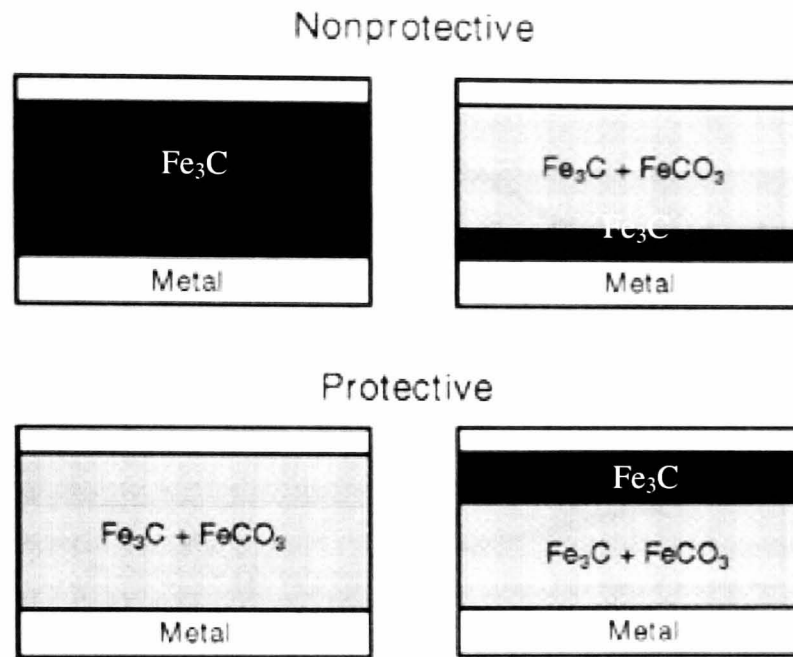 Nonprotective
Fe₃C
Metal
Fe₃C + FeCO₃
Fe₃C
Metal
Protective
Fe₃C + FeCO₃
Metal
Fe₃C
Fe₃C + FeCO₃
Metal